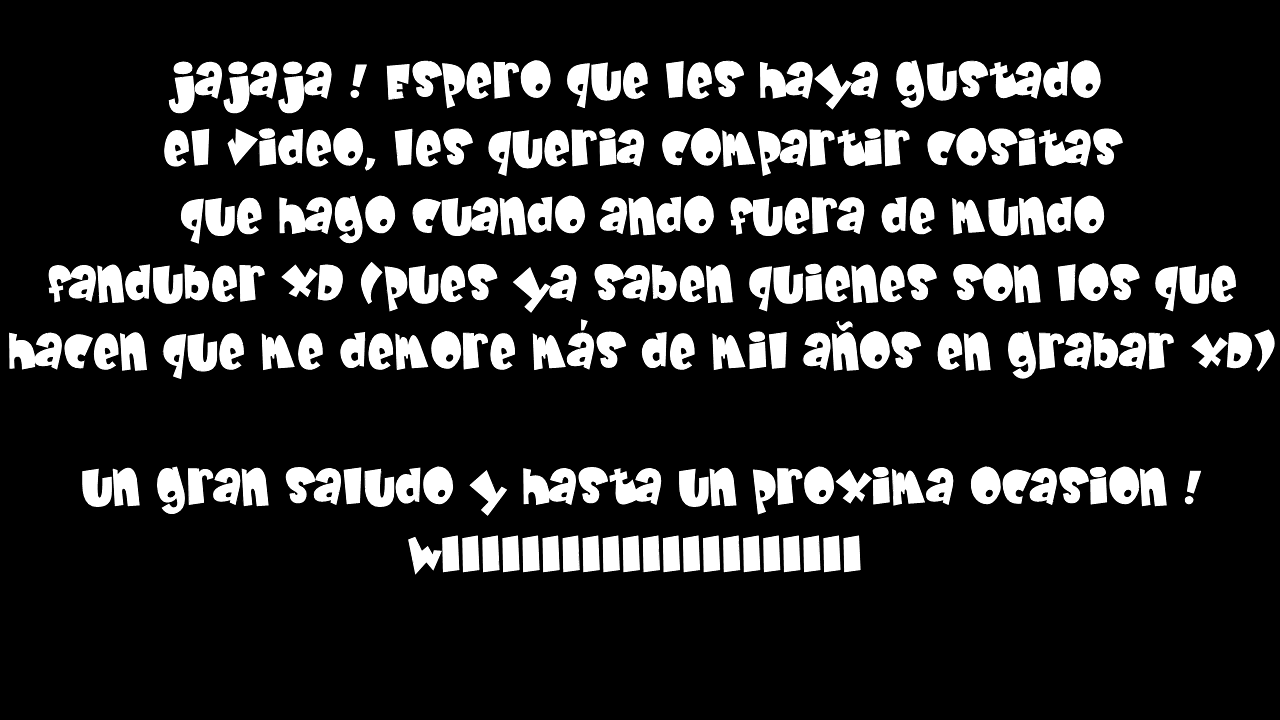 jajaja ! Espero que les haya gustado
el video, les queria compartir cositas
que hago cuando ando fuera de mundo
fanduber XD (pues ya saben quienes son los que
hacen que me demore más de mil años en grabar XD)
un gran saludo y hasta un proxima ocasion !
WIIIIIIIIIIIIIIIIIIIII